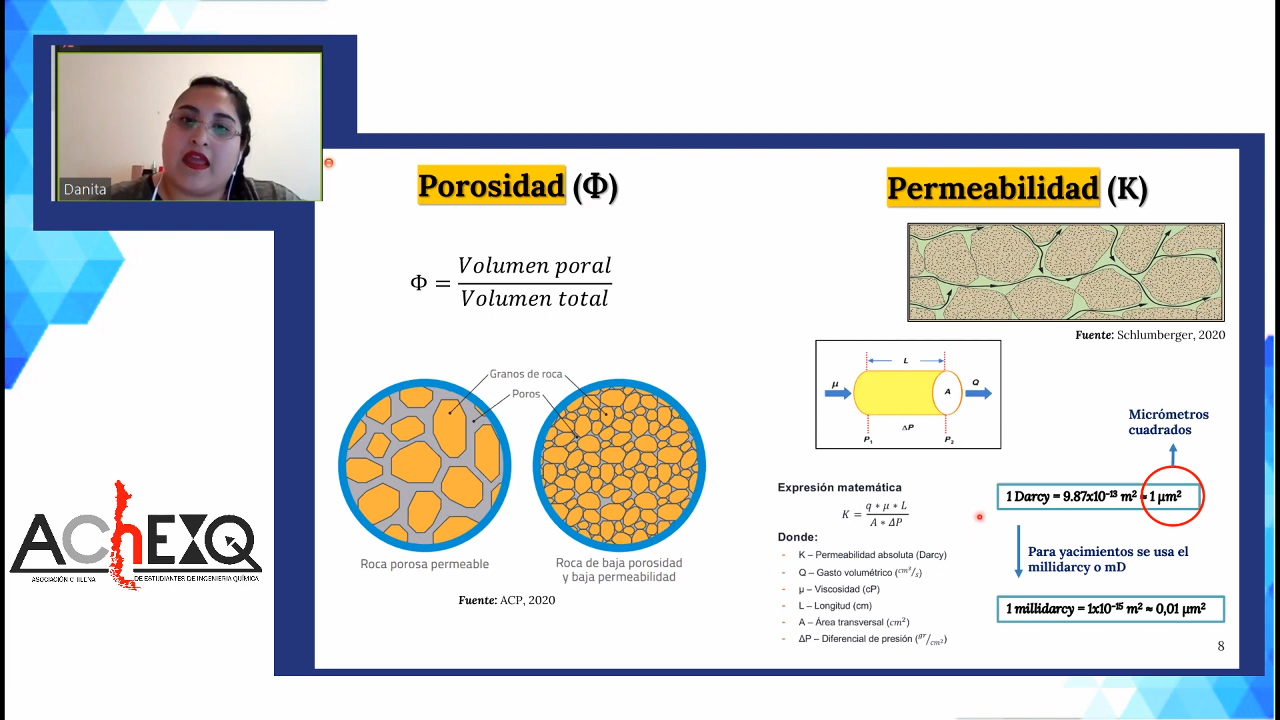 Danita
Porosidad (Φ)
Φ = Volumen poral / Volumen total
Granos de roca
Poros
Roca porosa permeable
Roca de baja porosidad
y baja permeabilidad
Fuente: ACP, 2020
Permeabilidad (K)
Fuente: Schlumberger, 2020
L
μ
A
Q
ΔP
P1
P2
Micrómetros
cuadrados
1 Darcy = 9.87x10⁻¹³ m² ≈ 1 μm²
Para yacimientos se usa el
millidarcy o mD
1 millidarcy = 1x10⁻¹⁵ m² ≈ 0,01 μm²
Expresión matemática
K = q * μ * L / A * ΔP
Donde:
- K – Permeabilidad absoluta (Darcy)
- Q – Gasto volumétrico (cm³/s)
- μ – Viscosidad (cP)
- L – Longitud (cm)
- A – Área transversal (cm²)
- ΔP – Diferencial de presión (gr/cm²)
8
AChEXQ
ASOCIACIÓN CHILENA
DE ESTUDIANTES DE INGENIERÍA QUÍMICA